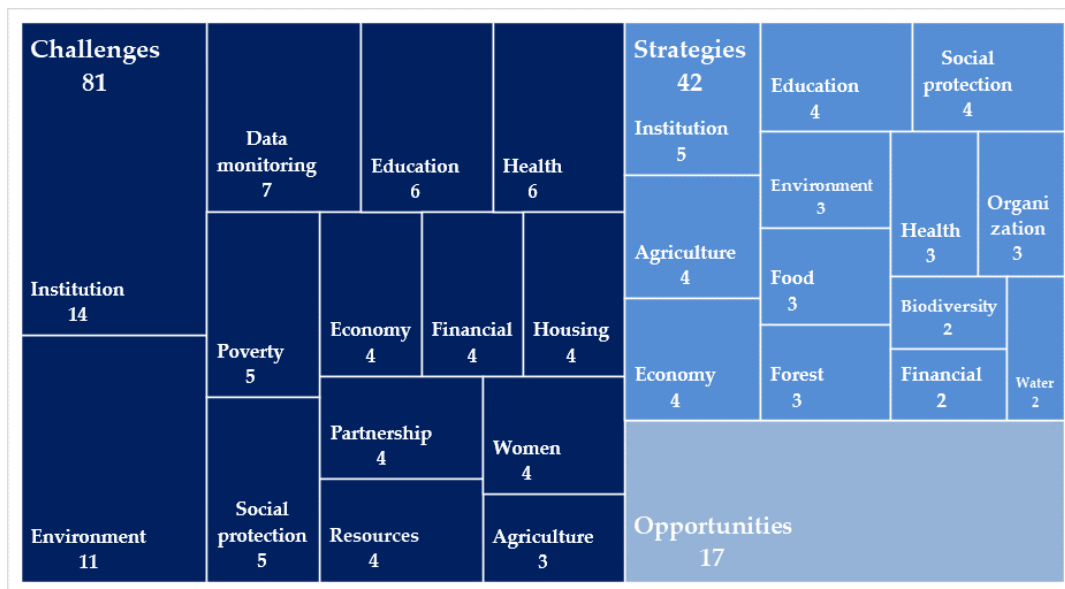 Challenges
81
Institution
14
Environment
11
Data
monitoring
7
Education
6
Health
6
Poverty
5
Economy
4
Financial
4
Housing
4
Social
protection
5
Partnership
4
Women
4
Resources
4
Agriculture
3
Strategies
42
Institution
5
Education
4
Social
protection
4
Agriculture
4
Environment
3
Health
3
Organi
zation
3
Food
3
Economy
4
Forest
3
Biodiversity
2
Financial
2
Water
2
Opportunities
17